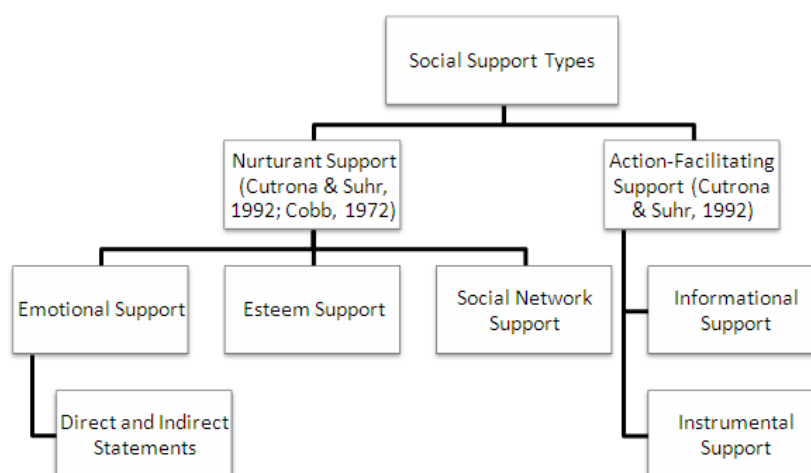 Social Support Types
Nurturant Support
(Cutrona & Suhr,
1992; Cobb, 1972)
Action-Facilitating
Support (Cutrona
& Suhr, 1992)
Emotional Support
Esteem Support
Social Network
Support
Informational
Support
Direct and Indirect
Statements
Instrumental
Support